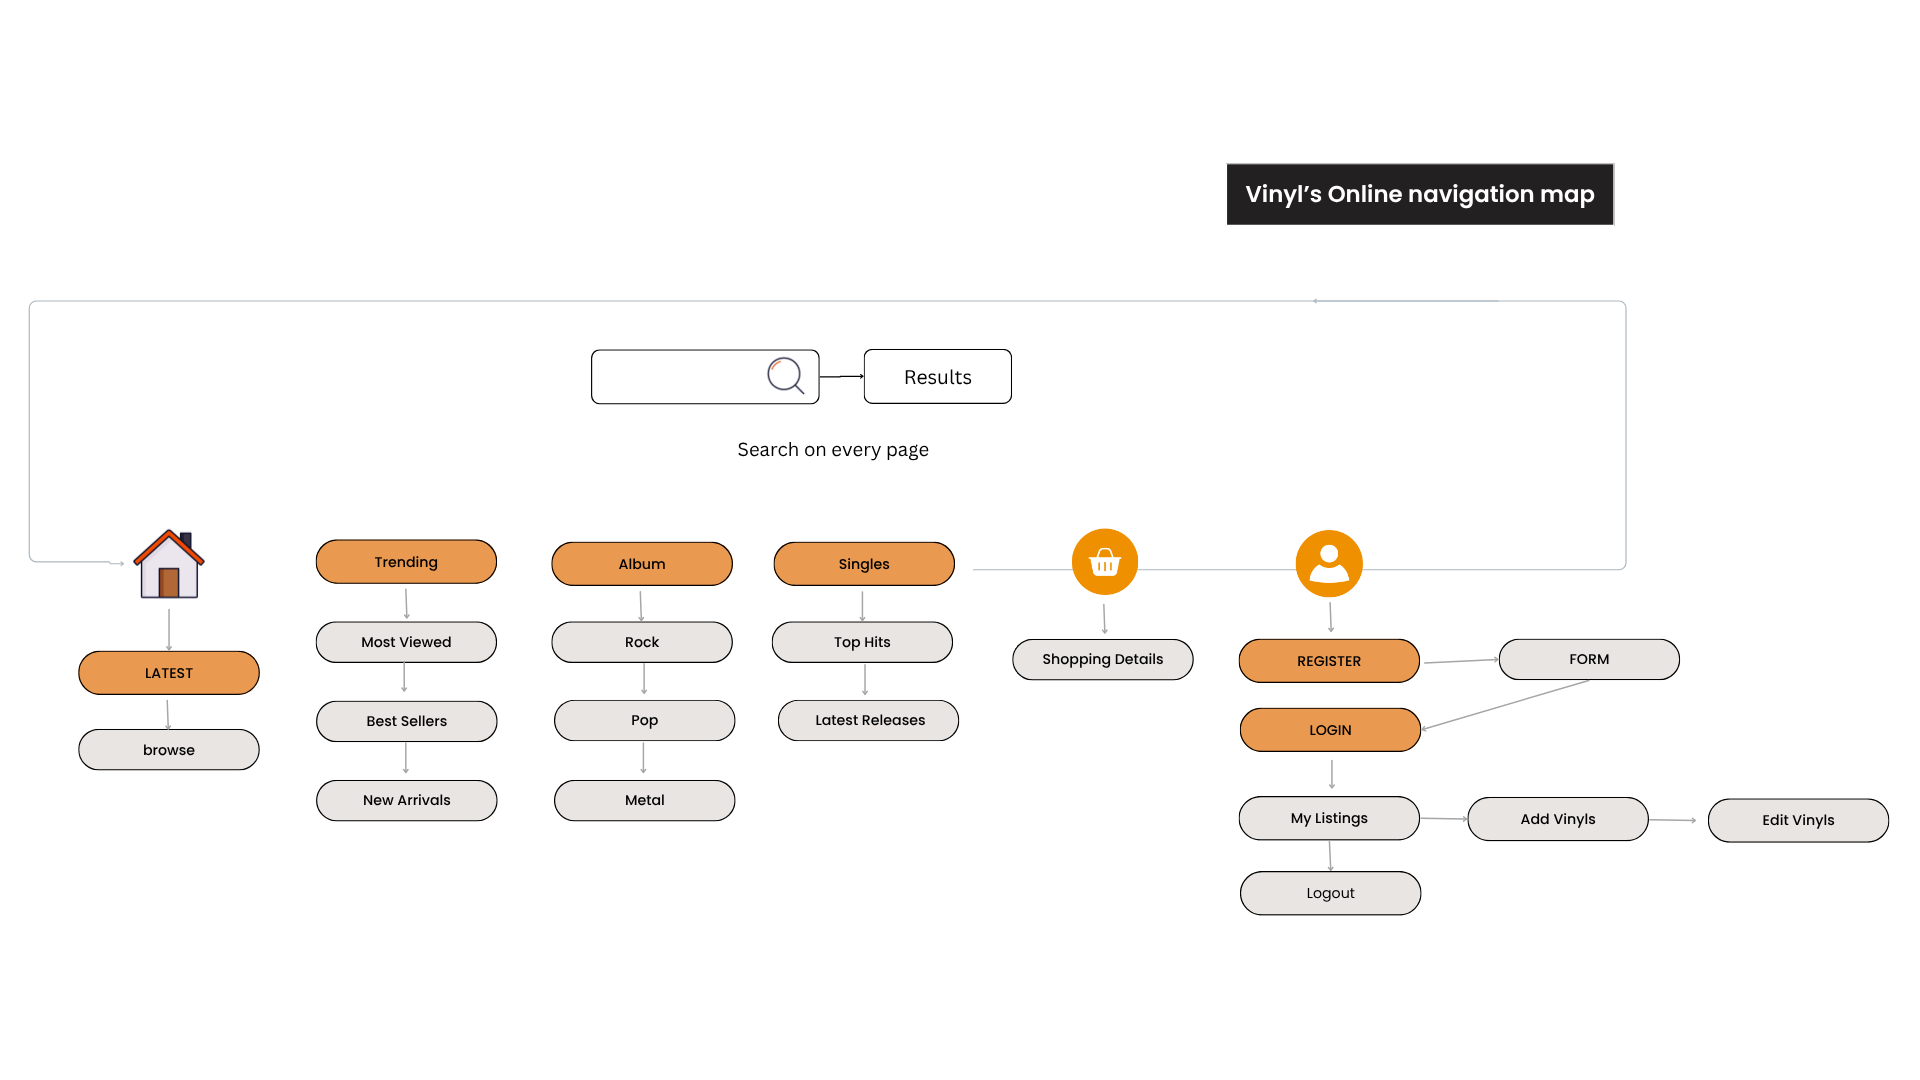 Vinyl’s Online navigation map
Results
Search on every page
Trending
Album
Singles
Most Viewed
Rock
Top Hits
Shopping Details
REGISTER
FORM
LATEST
Best Sellers
Pop
Latest Releases
LOGIN
browse
New Arrivals
Metal
My Listings
Add Vinyls
Edit Vinyls
Logout